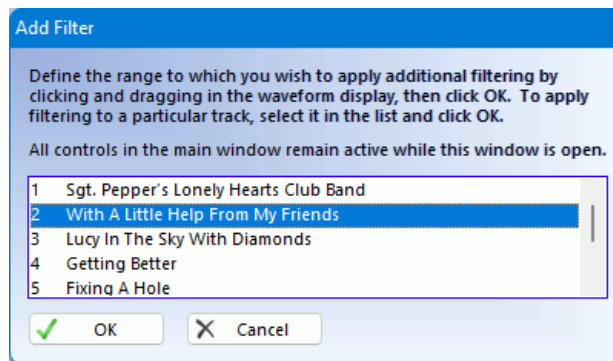 Add Filter
Define the range to which you wish to apply additional filtering by
clicking and dragging in the waveform display, then click OK.  To apply
filtering to a particular track, select it in the list and click OK.
All controls in the main window remain active while this window is open.
1 Sgt. Pepper's Lonely Hearts Club Band
2 With A Little Help From My Friends
3 Lucy In The Sky With Diamonds
4 Getting Better
5 Fixing A Hole
OK Cancel